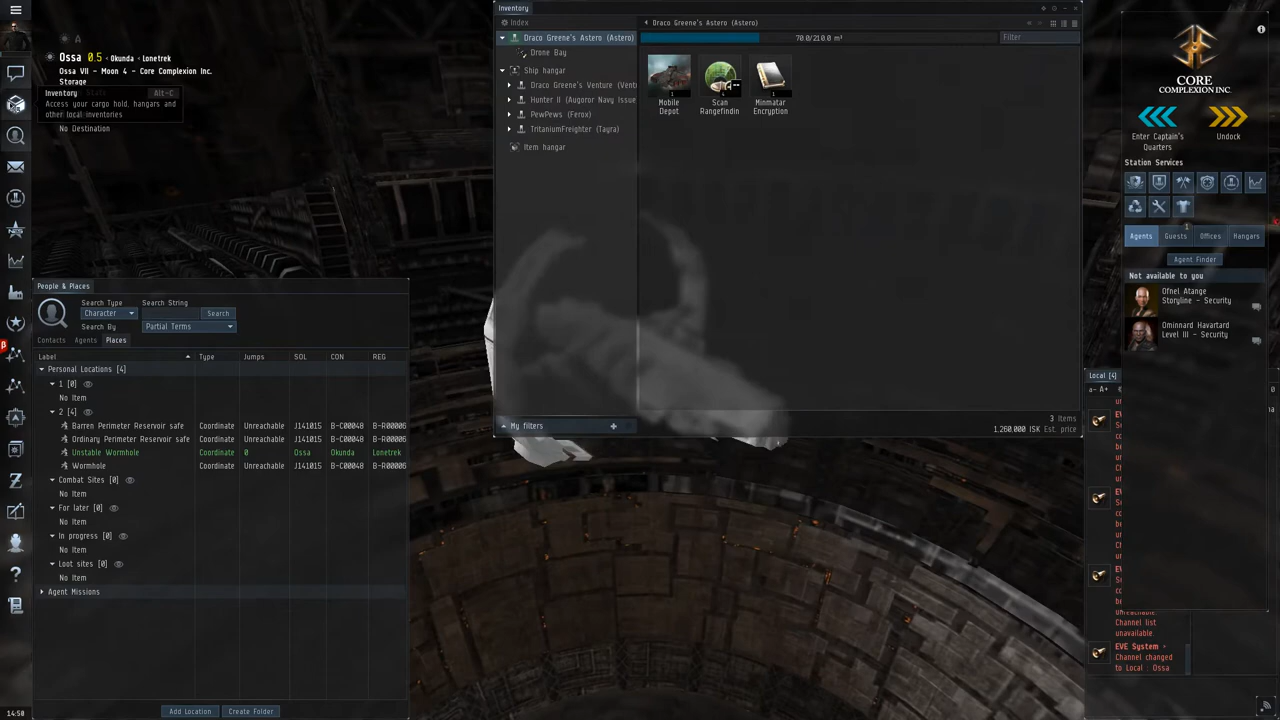 Ossa 0.5 ‹ Okunda ‹ Lonetrek
Ossa VII - Moon 4 - Core Complexion Inc.
Storage
Inventory Alt-C
Access your cargo hold, hangars and
other local inventories
No Destination
Inventory
Index
Draco Greene's Astero (Astero)
Drone Bay
Ship hangar
Draco Greene's Venture (Vent
Hunter II (Augoror Navy Issue
PewPews (Ferox)
TritaniumFreighter (Tayra)
Item hangar
My filters
Draco Greene's Astero (Astero)
70.0/210.0 m³
Filter
Mobile
Depot
Scan
Rangefindin
Minmatar
Encryption
3 Items
1.260.000 ISK Est. price
CORE
COMPLEXION INC.
Enter Captain's
Quarters
Undock
Station Services
Agents
Guests
Offices
Hangars
Agent Finder
Not available to you
Ofnel Atange
Storyline - Security
Ominnard Havartard
Level III - Security
People & Places
Search Type
Search String
Character
Search
Search By
Partial Terms
Contacts
Agents
Places
Label Type Jumps SOL CON REG
Personal Locations [4]
1 [0]
No Item
2 [4]
Barren Perimeter Reservoir safe Coordinate Unreachable J141015 B-C00048 B-R00006
Ordinary Perimeter Reservoir safe Coordinate Unreachable J141015 B-C00048 B-R00006
Unstable Wormhole Coordinate 0 Ossa Okunda Lonetrek
Wormhole Coordinate Unreachable J141015 B-C00048 B-R00006
Combat Sites [0]
No Item
For later [0]
No Item
In progress [0]
No Item
Loot sites [0]
No Item
Agent Missions
Add Location
Create Folder
Local [4]
a- A+
Channel list
unavailable
EVE System >
Channel changed
to Local : Ossa
14:50